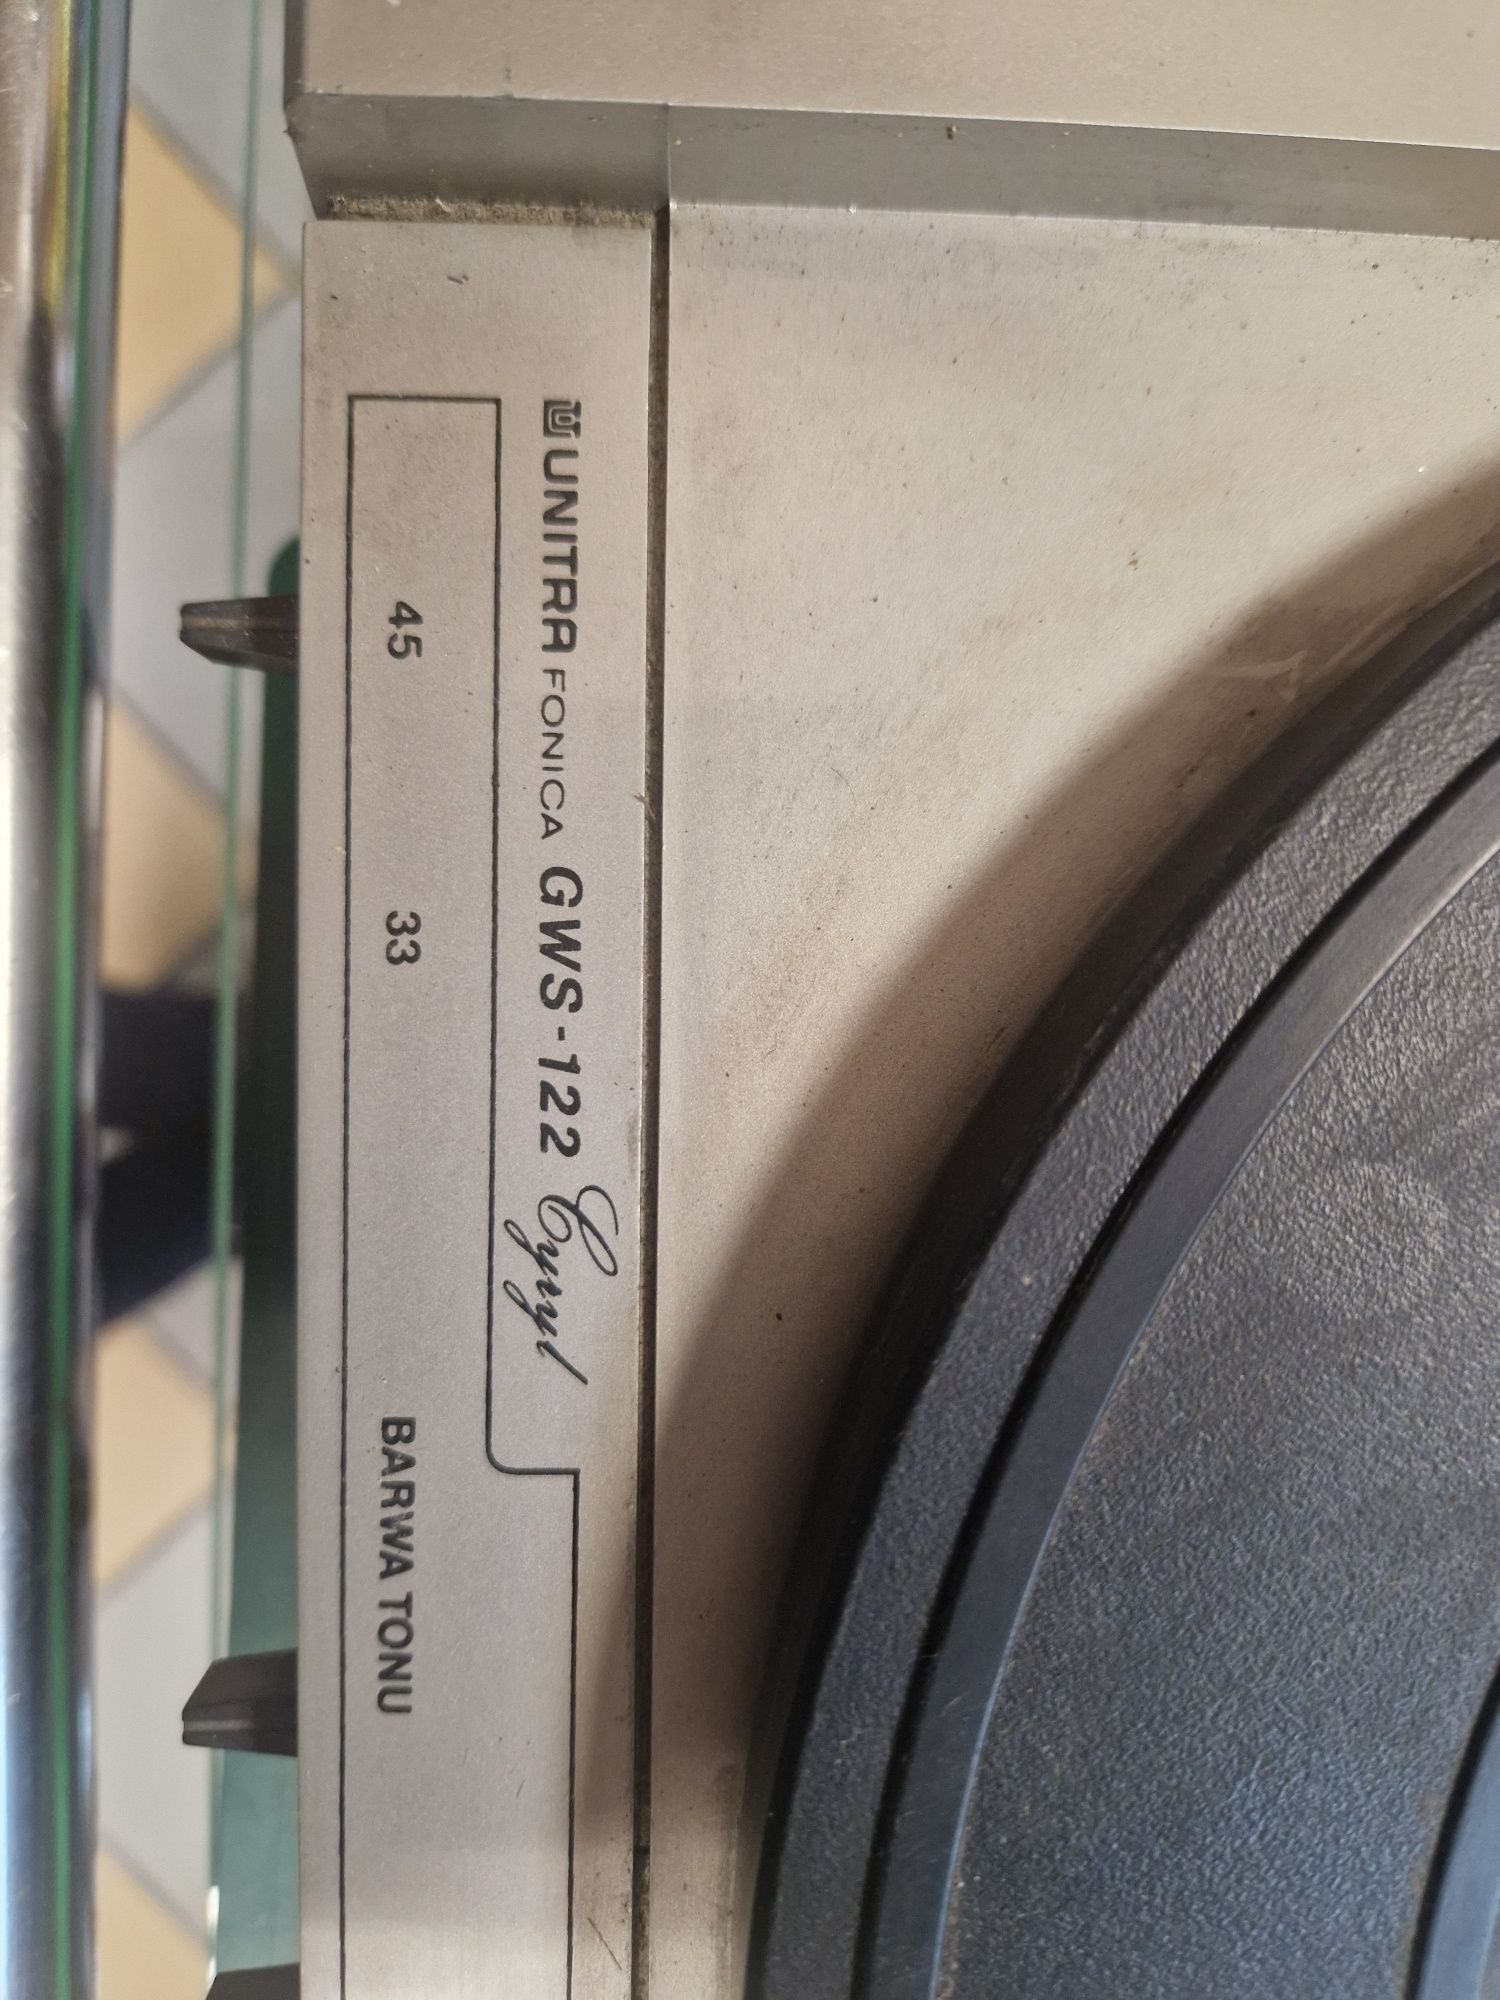 UNITRA FONICA GWS-122 Cyryl
45 33 BARWA TONU